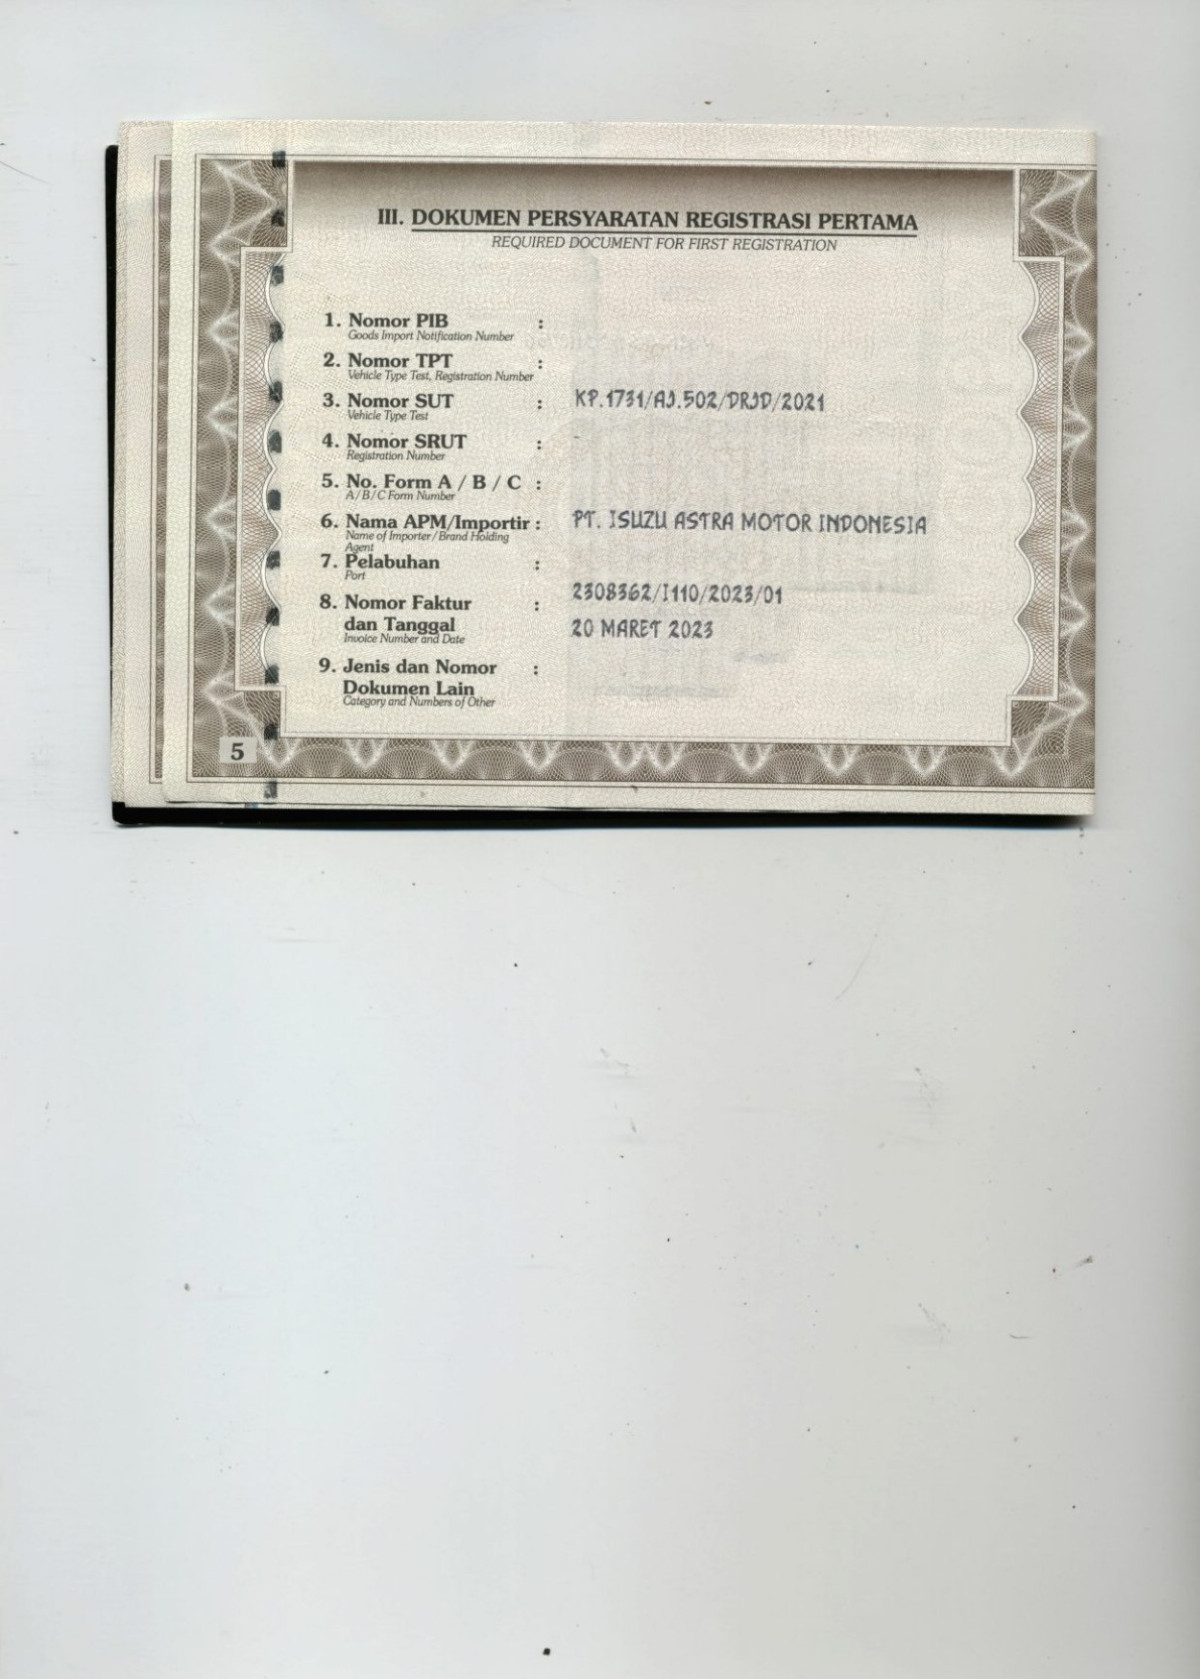 III. DOKUMEN PERSYARATAN REGISTRASI PERTAMA
REQUIRED DOCUMENT FOR FIRST REGISTRATION
1. Nomor PIB :
Goods Import Notification Number
2. Nomor TPT :
Vehicle Type Test, Registration Number
3. Nomor SUT : KP.1731/AJ.502/DRJD/2021
Vehicle Type Test
4. Nomor SRUT : -
Registration Number
5. No. Form A / B / C :
A/B/C Form Number
6. Nama APM/Importir : PT. ISUZU ASTRA MOTOR INDONESIA
Name of Importer/Brand Holding
Agent
7. Pelabuhan :
Port
8. Nomor Faktur : 2308362/I110/2023/01
dan Tanggal 20 MARET 2023
Invoice Number and Date
9. Jenis dan Nomor :
Dokumen Lain
Category and Numbers of Other
5